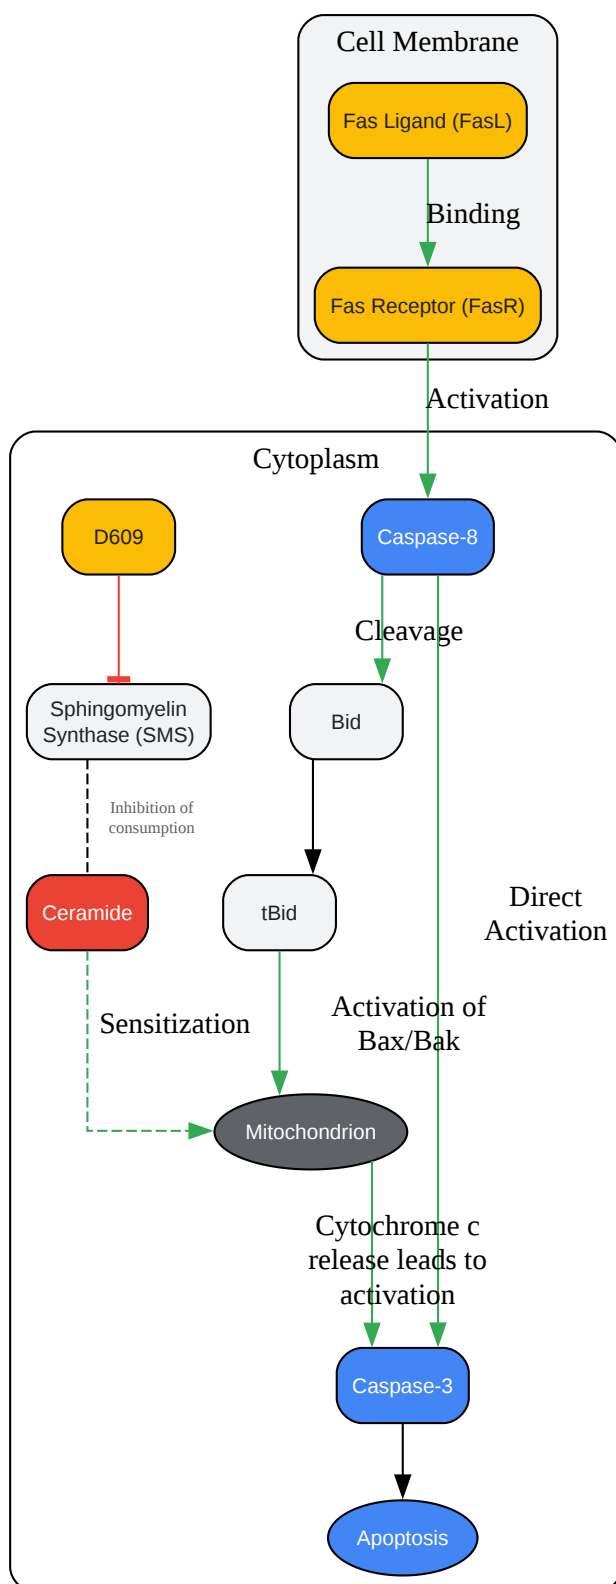 Cell Membrane
Fas Ligand (FasL)
Binding
Fas Receptor (FasR)
Activation
Cytoplasm
D609
Caspase-8
Cleavage
Sphingomyelin
Synthase (SMS)
Bid
Inhibition of
consumption
Ceramide
tBid
Direct
Activation
Sensitization
Activation of
Bax/Bak
Mitochondrion
Cytochrome c
release leads to
activation
Caspase-3
Apoptosis